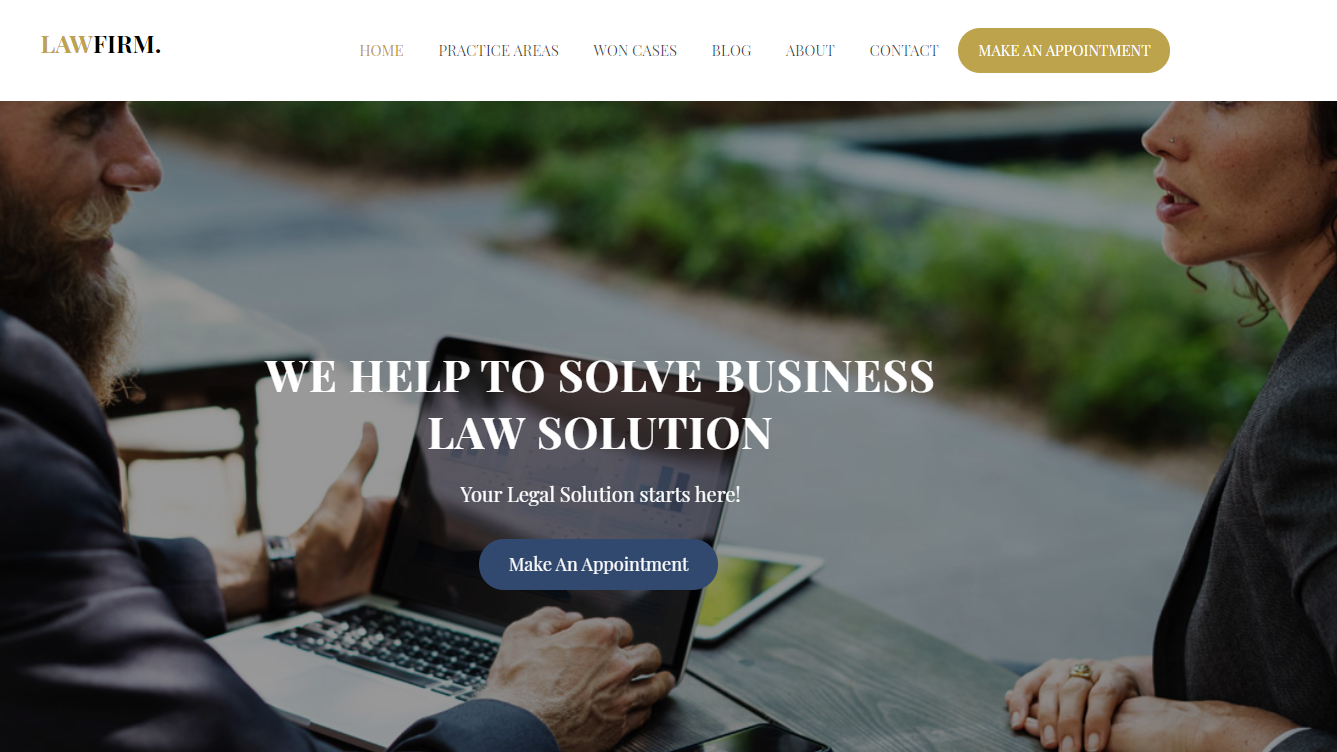 LAWFIRM.
HOME PRACTICE AREAS WON CASES BLOG ABOUT CONTACT MAKE AN APPOINTMENT
WE HELP TO SOLVE BUSINESS
LAW SOLUTION
Your Legal Solution starts here!
Make An Appointment